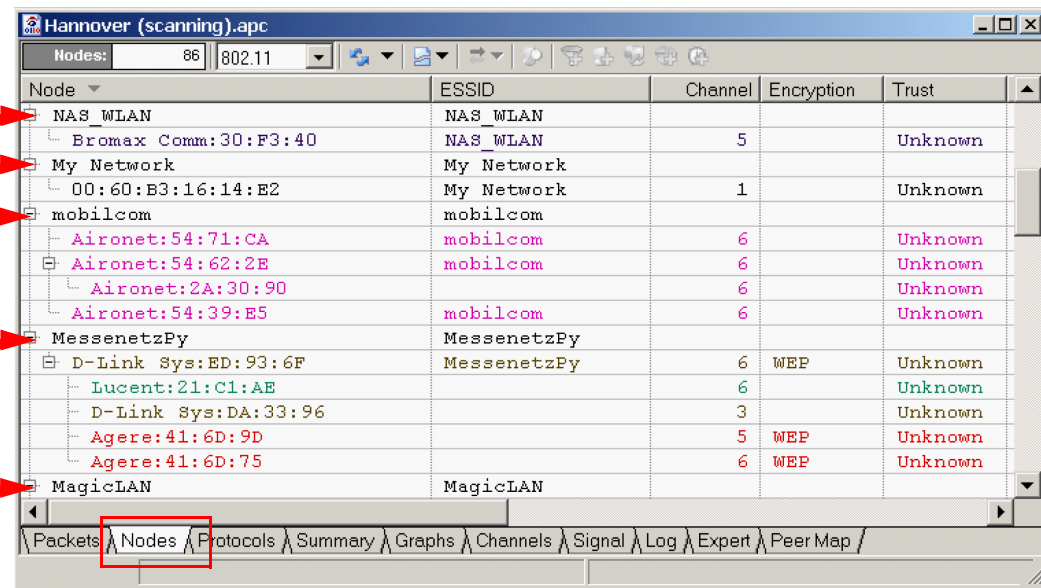 Hannover (scanning).apc
Nodes: 86 802.11
Node ESSID Channel Encryption Trust
NAS_WLAN NAS_WLAN
Bromax Comm:30:F3:40 NAS_WLAN 5 Unknown
My Network My Network
00:60:B3:16:14:E2 My Network 1 Unknown
mobilcom mobilcom
Aironet:54:71:CA mobilcom 6 Unknown
Aironet:54:62:2E mobilcom 6 Unknown
Aironet:2A:30:90 6 Unknown
Aironet:54:39:E5 mobilcom 6 Unknown
MessenetzPy MessenetzPy
D-Link Sys:ED:93:6F MessenetzPy 6 WEP Unknown
Lucent:21:C1:AE 6 Unknown
D-Link Sys:DA:33:96 3 Unknown
Agere:41:6D:9D 5 WEP Unknown
Agere:41:6D:75 6 WEP Unknown
MagicLAN MagicLAN
Packets Nodes Protocols Summary Graphs Channels Signal Log Expert Peer Map